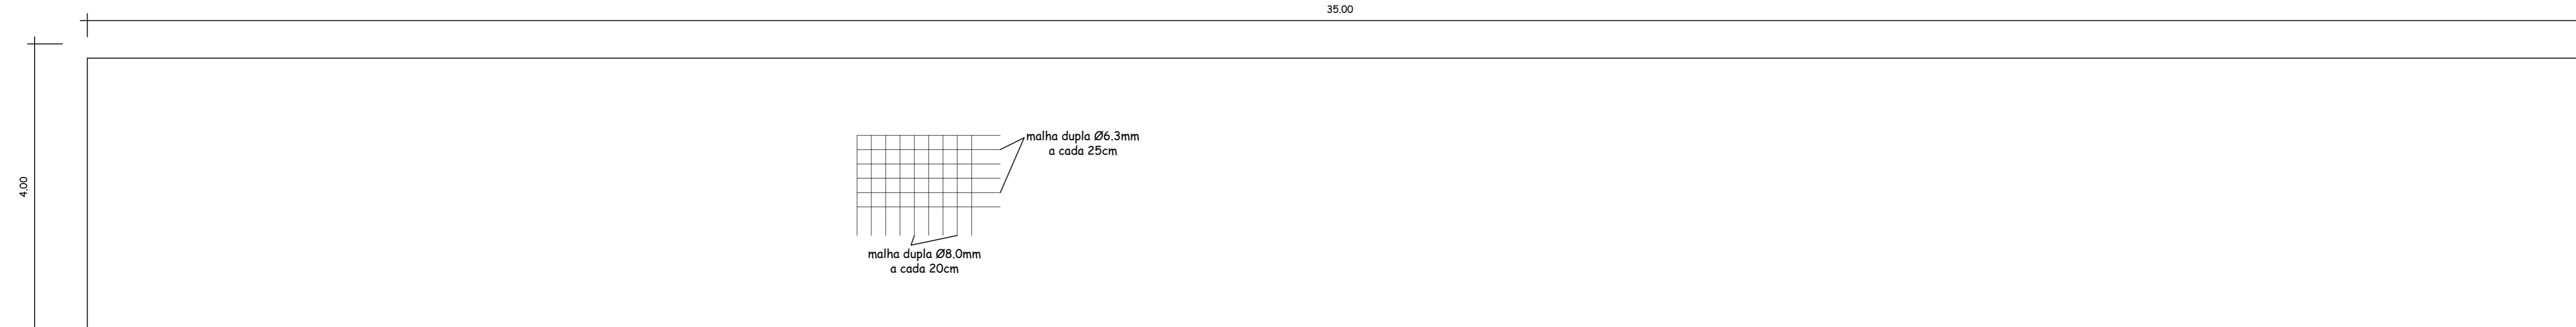 35.00
4.00
malha dupla Ø6.3mm
a cada 25cm
malha dupla Ø8.0mm
a cada 20cm